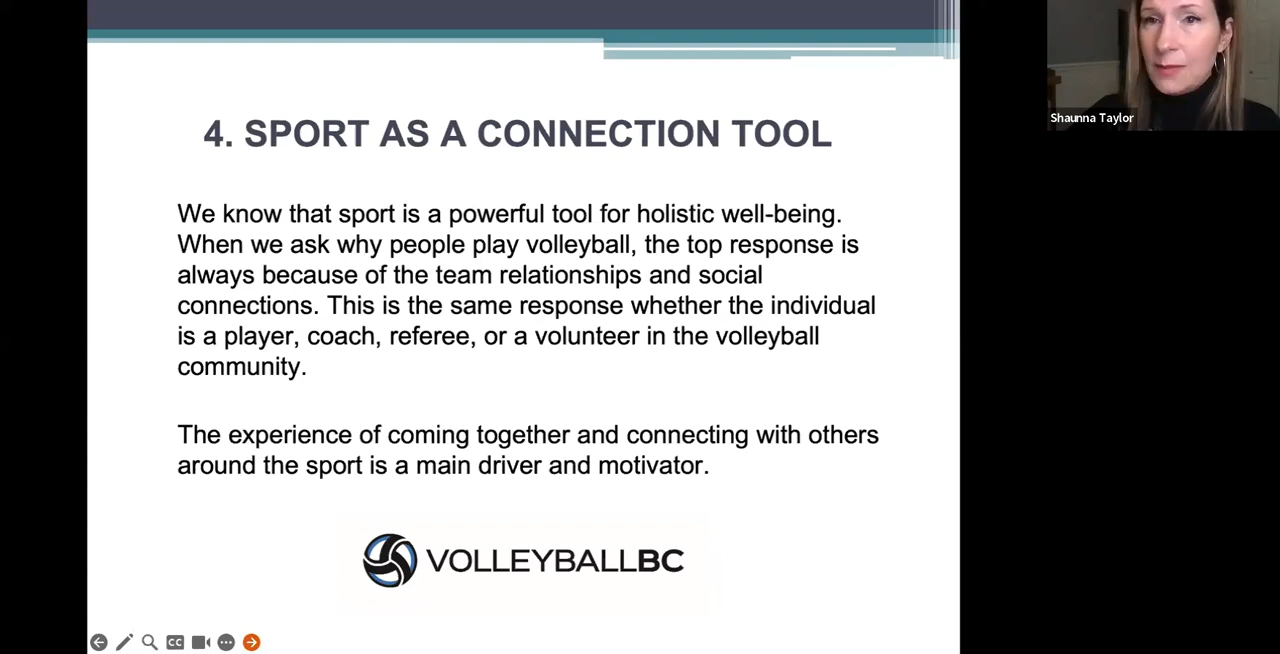 4. SPORT AS A CONNECTION TOOL
Shaunna Taylor
We know that sport is a powerful tool for holistic well-being.
When we ask why people play volleyball, the top response is
always because of the team relationships and social
connections. This is the same response whether the individual
is a player, coach, referee, or a volunteer in the volleyball
community.
The experience of coming together and connecting with others
around the sport is a main driver and motivator.
VOLLEYBALLBC
CC